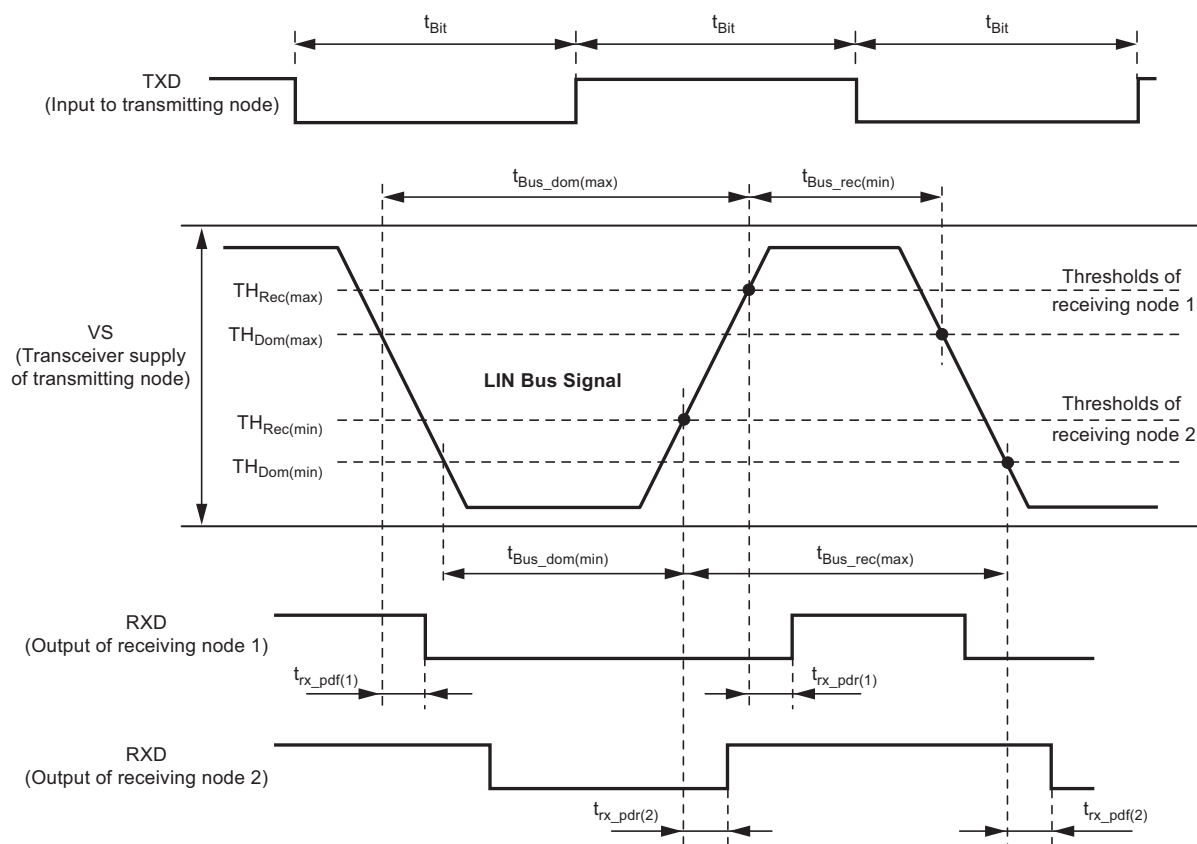 tBit tBit tBit
TXD
(Input to transmitting node)
tBus_dom(max) tBus_rec(min)
VS
(Transceiver supply
of transmitting node)
THRec(max)
THDom(max)
Thresholds of
receiving node 1
LIN Bus Signal
THRec(min)
THDom(min)
Thresholds of
receiving node 2
tBus_dom(min) tBus_rec(max)
RXD
(Output of receiving node 1)
trx_pdf(1) trx_pdr(1)
RXD
(Output of receiving node 2)
trx_pdr(2) trx_pdf(2)